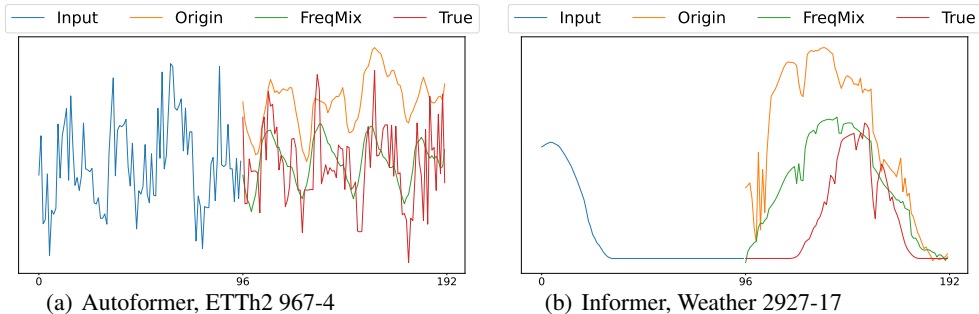 Input Origin FreqMix True
Input Origin FreqMix True
0 96 192
0 96 192
(a) Autoformer, ETTh2 967-4
(b) Informer, Weather 2927-17